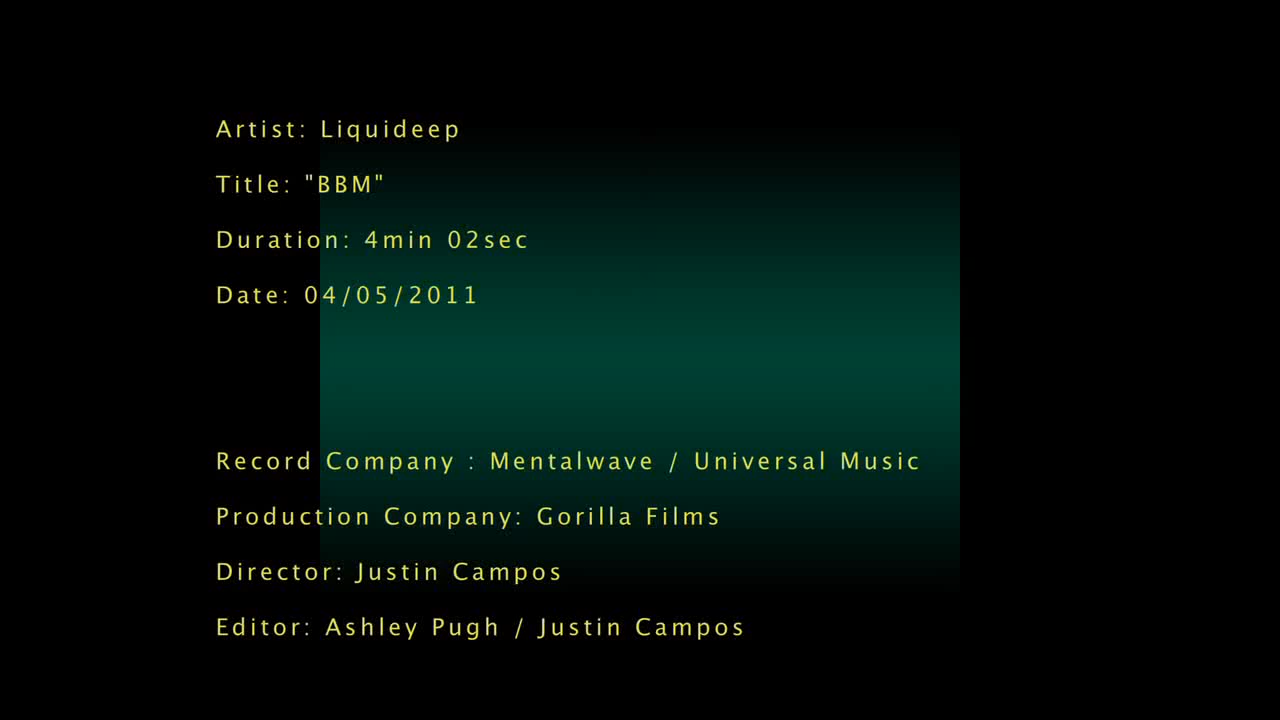 Artist: Liquideep
Title: "BBM"
Duration: 4min 02sec
Date: 04/05/2011
Record Company : Mentalwave / Universal Music
Production Company: Gorilla Films
Director: Justin Campos
Editor: Ashley Pugh / Justin Campos